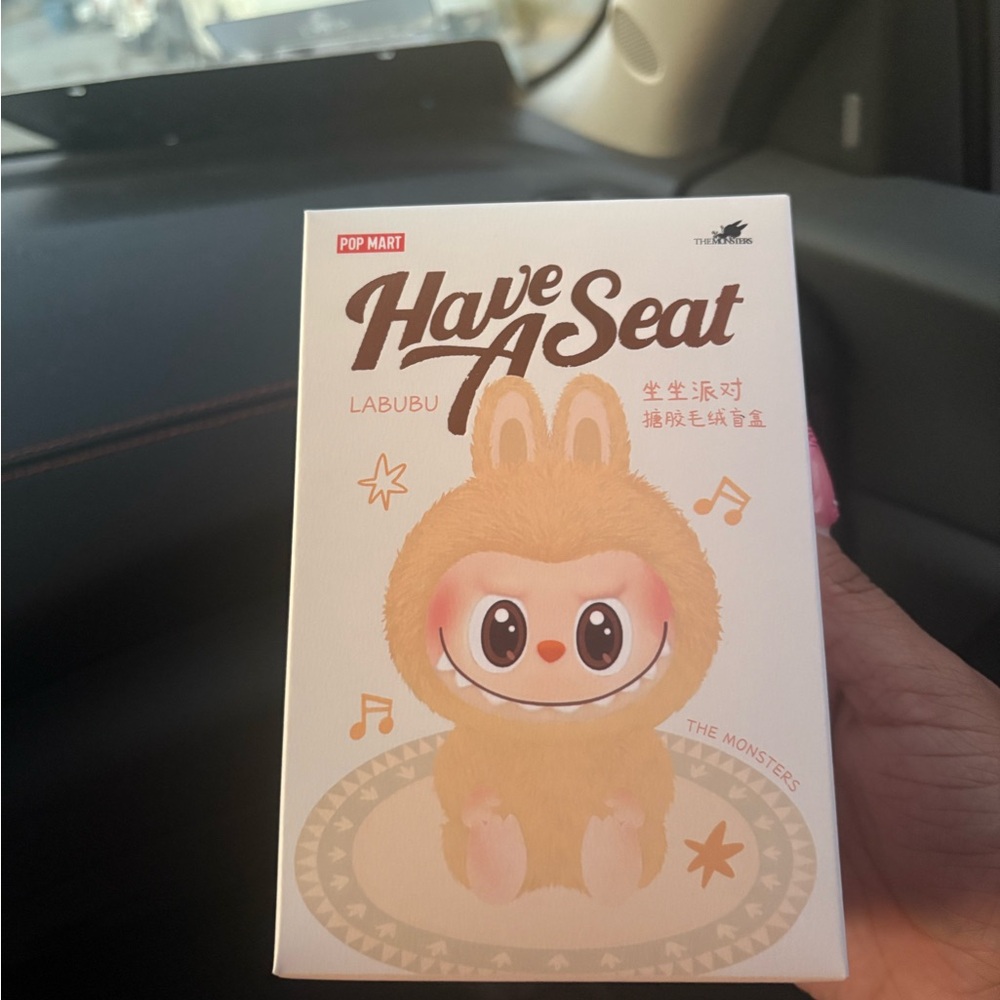 POP MART
THE MONSTERS
Have A Seat
LABUBU
坐坐派对
搪胶毛绒盲盒
THE MONSTERS